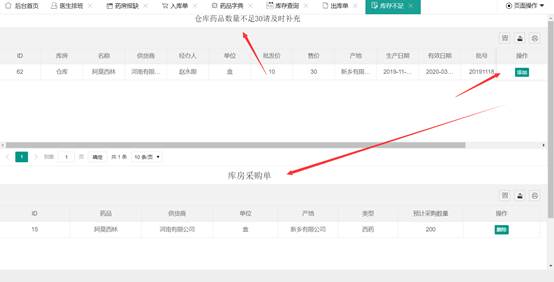 后台首页 医生排班 药房报缺 入库单 药品字典 库存查询 出库单 库存不足 页面操作
仓库药品数量不足30请及时补充
ID 库房 名称 供货商 经办人 单位 批发价 售价 产地 生产日期 有效日期 批号 操作
62 仓库 阿莫西林 河南有限... 赵永振 盒 10 30 新乡有限... 2019-11-... 2020-03... 20191118... 添加
1 到第 1 页 确定 共 1 条 10 条/页
库房采购单
ID 药品 供货商 单位 产地 类型 预计采购数量 操作
15 阿莫西林 河南有限公司 盒 新乡有限公司 西药 200 删除